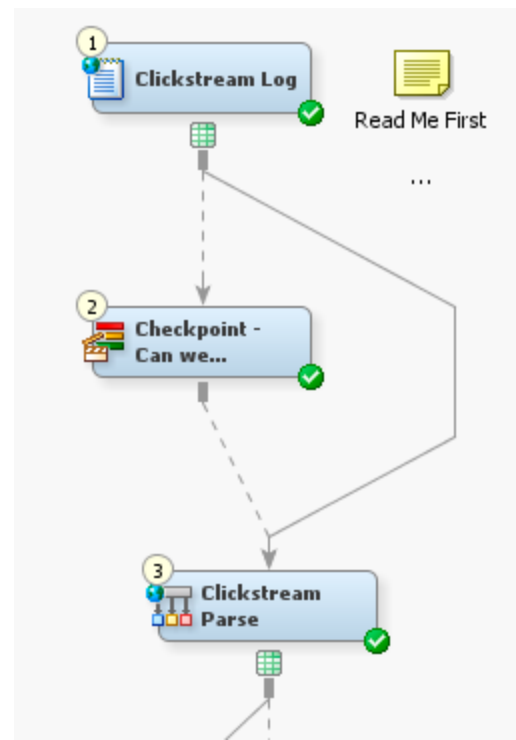 1
Clickstream Log
Read Me First
...
2
Checkpoint -
Can we...
3
Clickstream
Parse